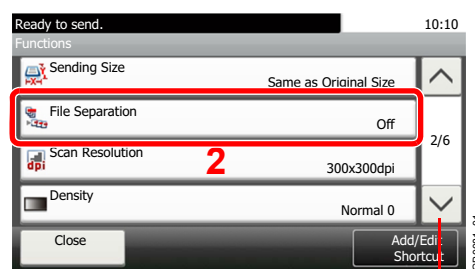 Ready to send.
10:10
Functions
Sending Size
Same as Original Size
File Separation
Off
2/6
Scan Resolution
2
dpi
300x300dpi
Density
Normal 0
Close
Add/Edit
Shortcut